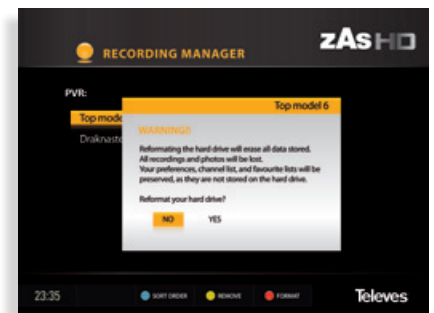 zAs HD
RECORDING MANAGER
PVR:
Top model 6
Top mode
WARNING!!
Draknaste
Reformating the hard drive will erase all data stored.
All recordings and photos will be lost.
Your preferences, channel list, and favourite lists will be
preserved, as they are not stored on the hard drive.
Reformat your hard drive?
NO YES
23:35 SORT ORDER REMOVE FORMAT Televes